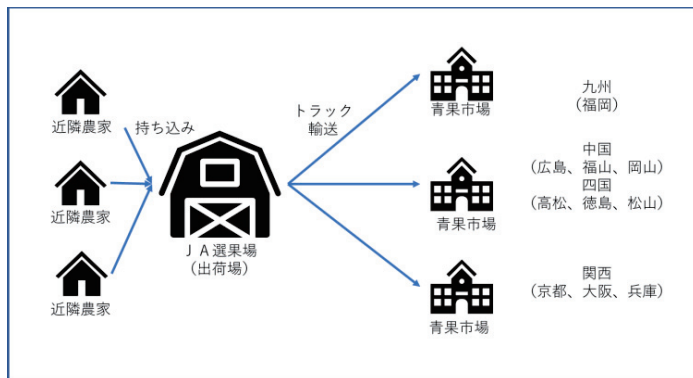 近隣農家
持ち込み
近隣農家
近隣農家
ＪＡ選果場
（出荷場）
トラック
輸送
青果市場
九州
（福岡）
青果市場
中国
（広島、福山、岡山）
四国
（高松、徳島、松山）
青果市場
関西
（京都、大阪、兵庫）